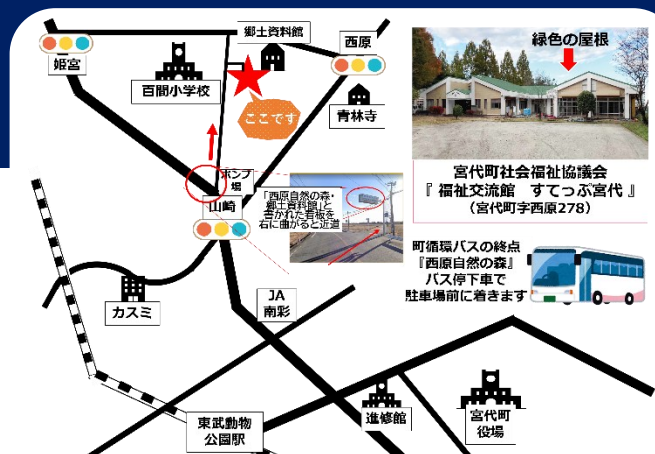 郷土資料館
西原
姫宮
百間小学校
青林寺
ここです
ポンプ
場
山崎
「西原自然の森・
郷土資料館」と
書かれた看板を
右に曲がると近道
カスミ
JA
南彩
東武動物
公園駅
進修館
宮代町
役場
緑色の屋根
宮代町社会福祉協議会
『 福祉交流館 すてっぷ宮代 』
(宮代町字西原278)
町循環バスの終点
『西原自然の森』
バス停下車で
駐車場前に着きます